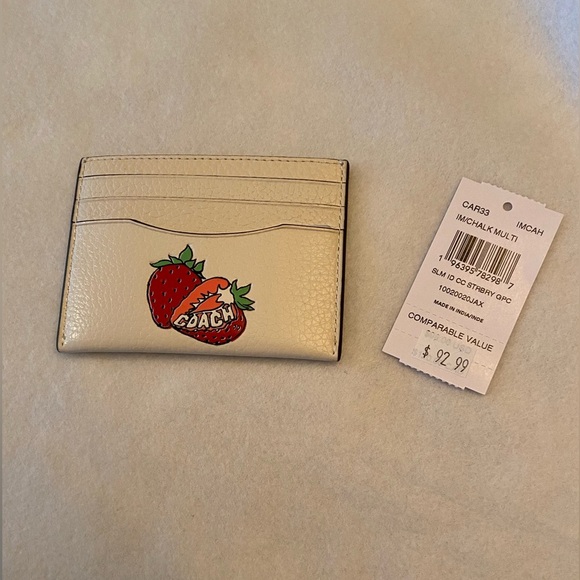 COACH
CAR33 IMCAH
IM/CHALK MULTI
1 96395 78298 7
SLM ID CC STRBRY GPC
10020020JAX
MADE IN INDIA/INDE
COMPARABLE VALUE
$ 92.99